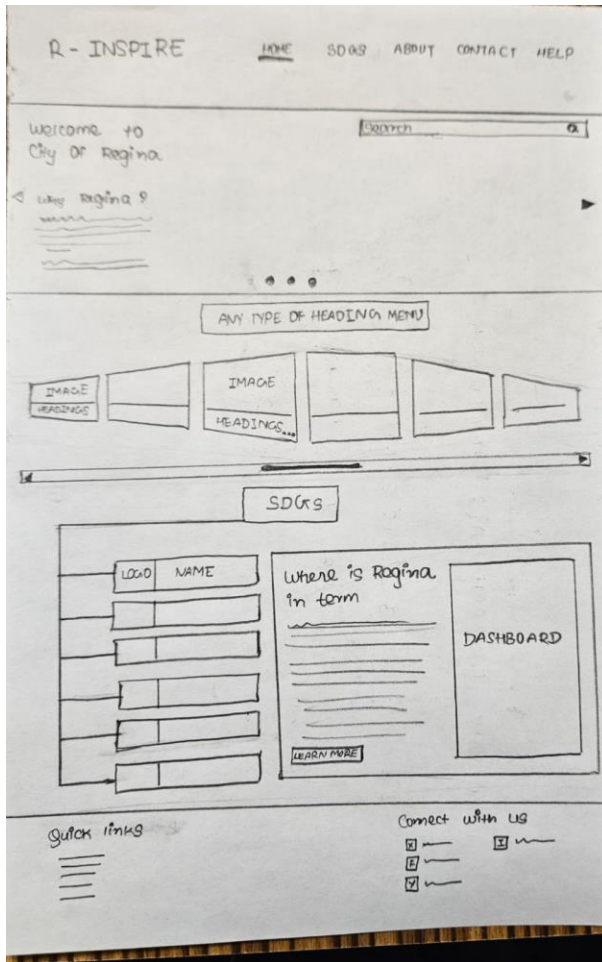 R - INSPIRE
HOME SDGS ABOUT CONTACT HELP
Welcome to
City Of Regina
Search
Why Regina ?
ANY TYPE OF HEADING MENU
IMAGE
HEADINGS
IMAGE
HEADINGS...
SDGS
LOGO NAME
Where is Regina
in term
LEARN MORE
DASHBOARD
Quick links
Connect with us
X
I
F
Y